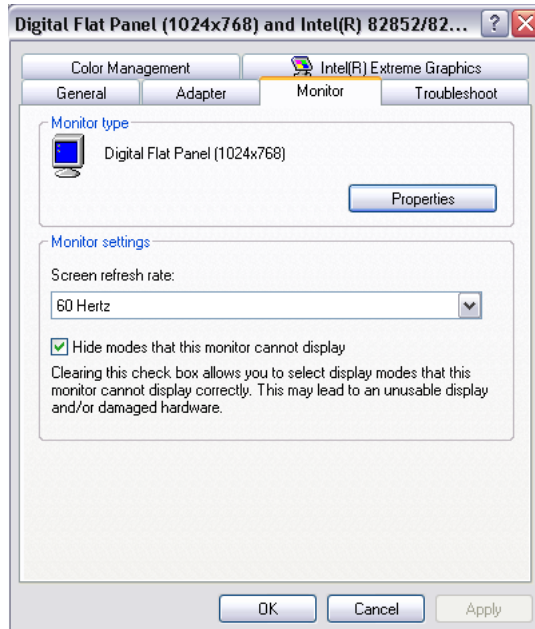 Digital Flat Panel (1024x768) and Intel(R) 82852/82...
Color Management
Intel(R) Extreme Graphics
General
Adapter
Monitor
Troubleshoot
Monitor type
Digital Flat Panel (1024x768)
Properties
Monitor settings
Screen refresh rate:
60 Hertz
Hide modes that this monitor cannot display
Clearing this check box allows you to select display modes that this
monitor cannot display correctly. This may lead to an unusable display
and/or damaged hardware.
OK
Cancel
Apply